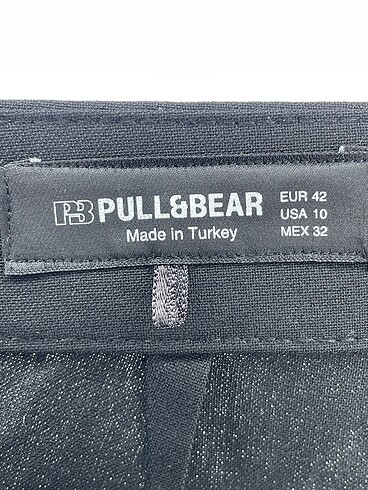 PB PULL&BEAR
Made in Turkey
EUR 42
USA 10
MEX 32